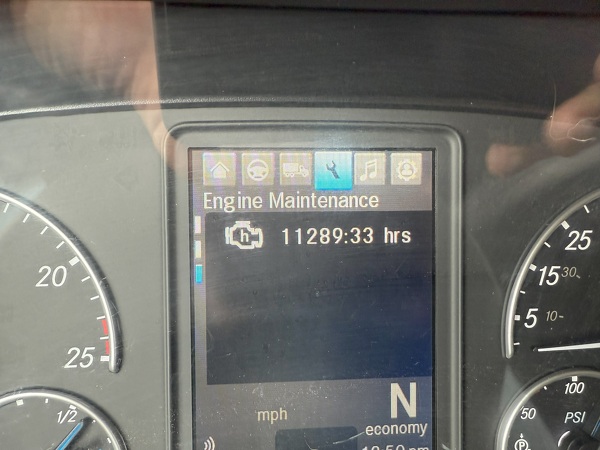 Engine Maintenance
h 11289:33 hrs
20
25
1/2
25
15 30
5 10
100
50 PSI
P
N
mph
economy